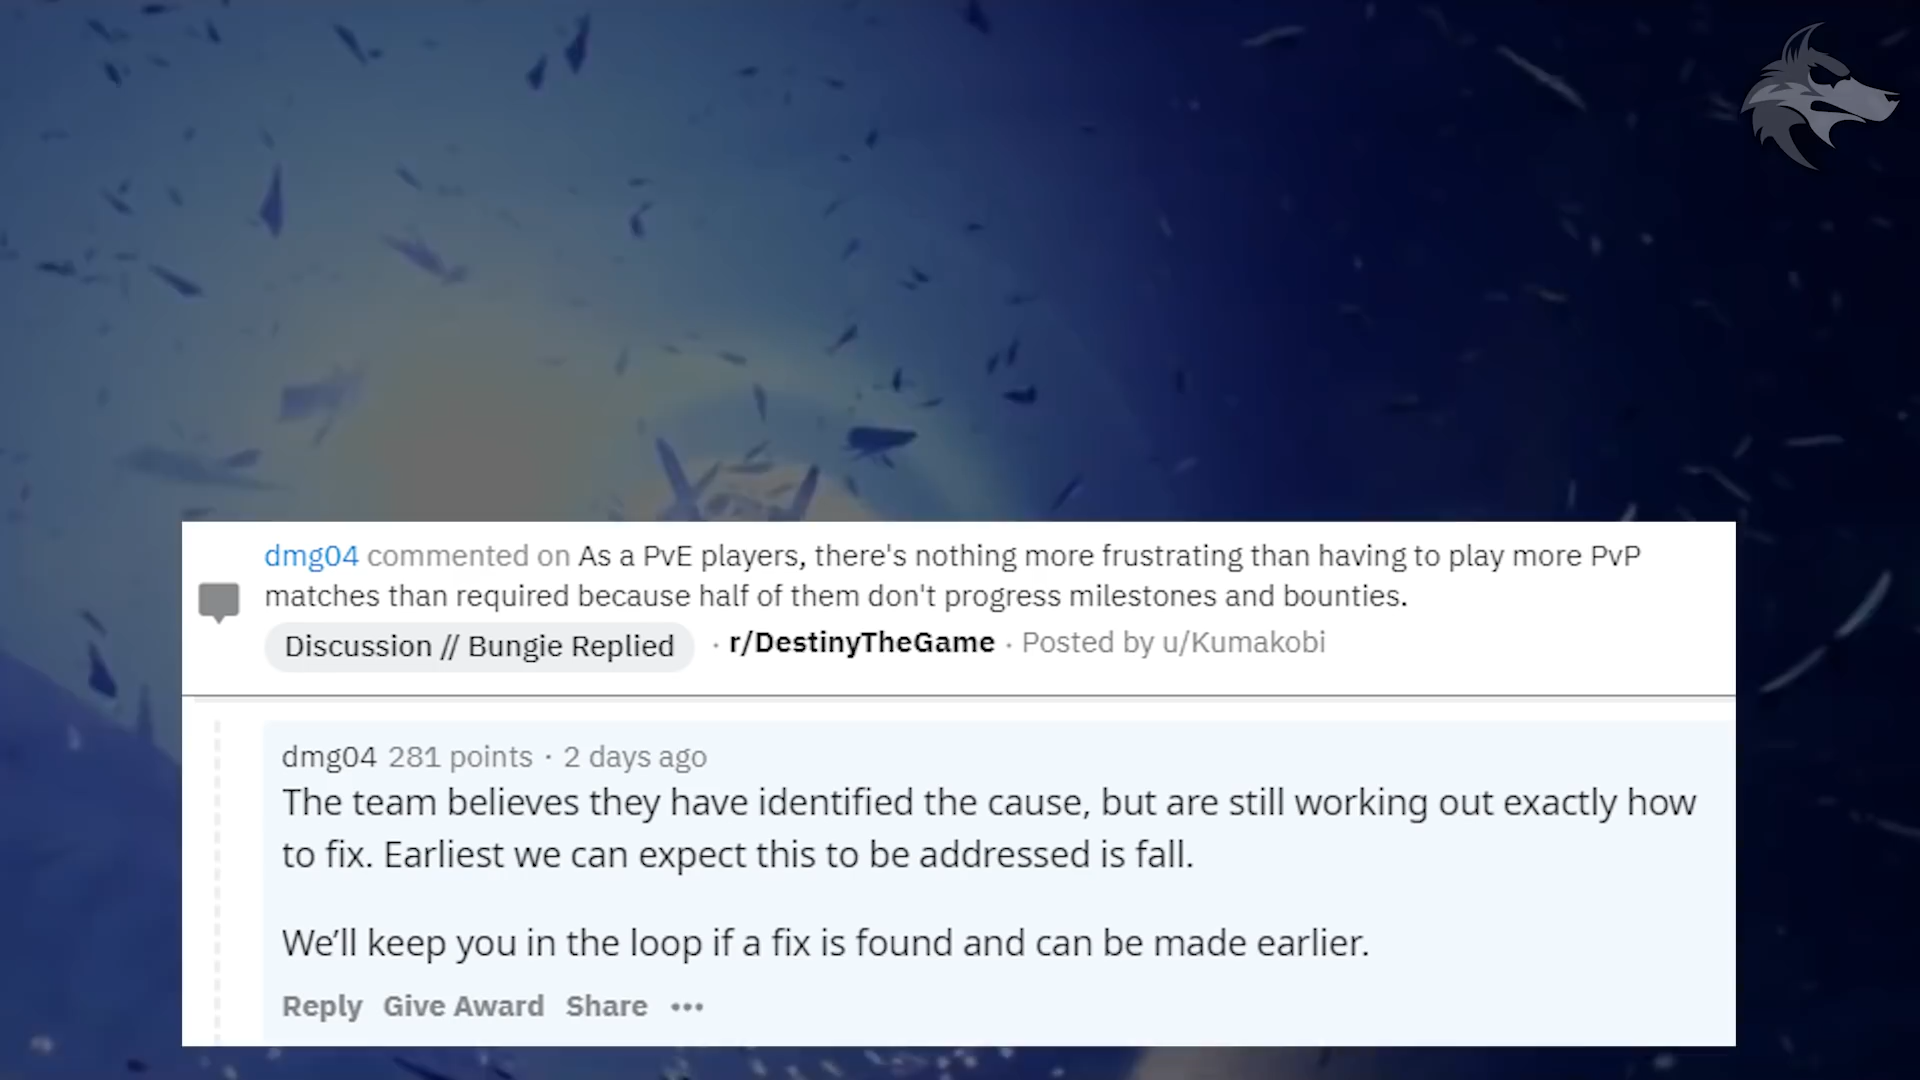 dmg04 commented on As a PvE players, there's nothing more frustrating than having to play more PvP
matches than required because half of them don't progress milestones and bounties.
Discussion // Bungie Replied · r/DestinyTheGame · Posted by u/Kumakobi
dmg04 281 points · 2 days ago
The team believes they have identified the cause, but are still working out exactly how
to fix. Earliest we can expect this to be addressed is fall.
We’ll keep you in the loop if a fix is found and can be made earlier.
Reply Give Award Share •••